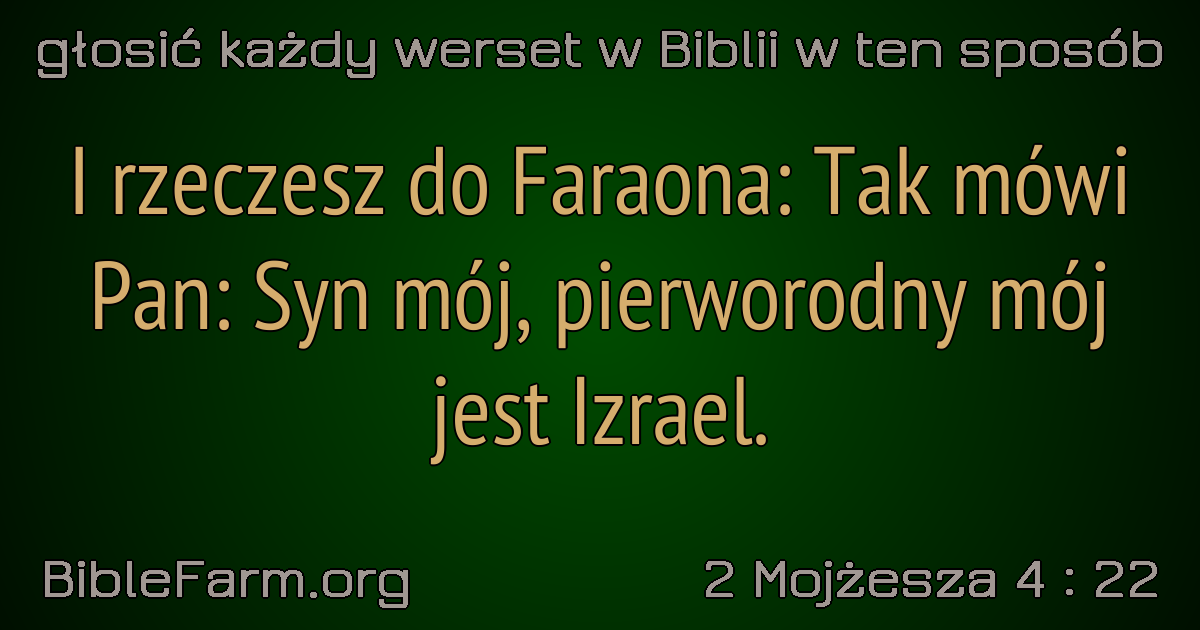 głosić każdy werset w Biblii w ten sposób
I rzeczesz do Faraona: Tak mówi
Pan: Syn mój, pierworodny mój
jest Izrael.
BibleFarm.org
2 Mojżesza 4 : 22